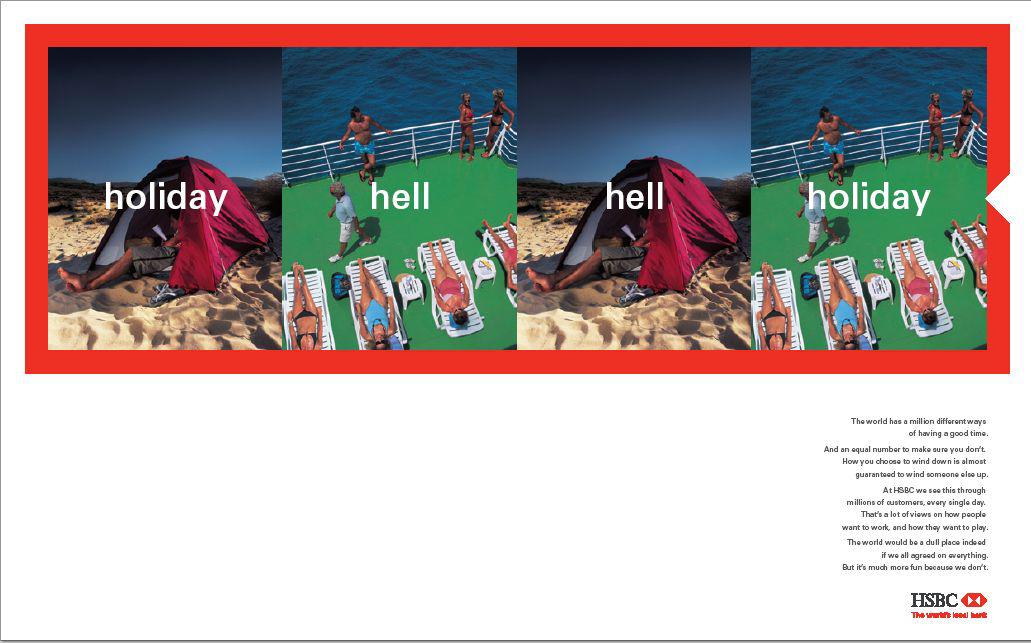 holiday
hell
hell
holiday
The world has a million different ways
of having a good time.
And an equal number to make sure you don't.
How you choose to wind down is almost
guaranteed to wind someone else up.
At HSBC we see this through
millions of customers, every single day.
That's a lot of views on how people
want to work, and how they want to play.
The world would be a dull place indeed
if we all agreed on everything.
But it's much more fun because we don't.
HSBC
The world's local bank